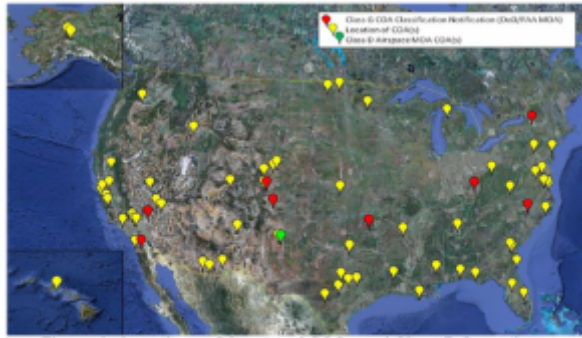 Class G COA Classification Notification (DoD/FAA MOA)
Location of COA(s)
Class D Airspace MOA COA(s)